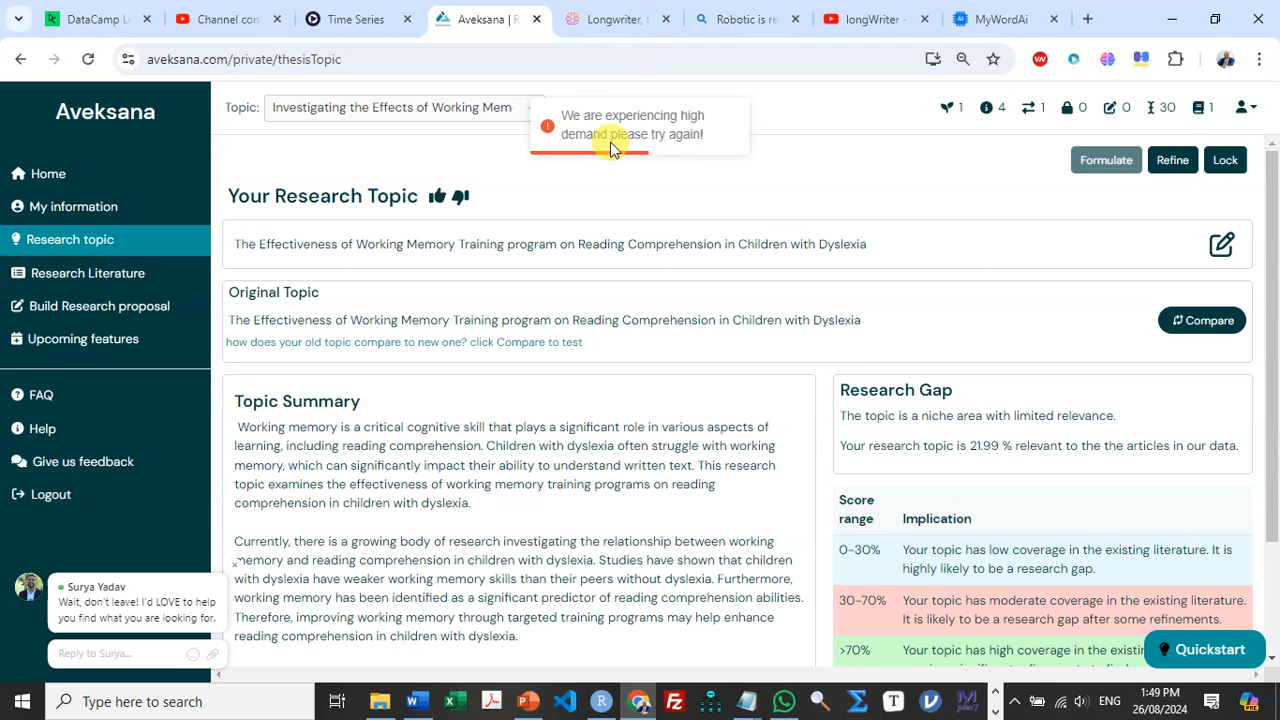 DataCamp L
Channel con
Time Series
Aveksana | R
Longwriter, t
Robotic is re
longWriter -
MyWordAi
aveksana.com/private/thesisTopic
Aveksana
Topic:
Investigating the Effects of Working Mem
1
4
1
0
0
30
1
We are experiencing high
demand please try again!
Home
My information
Research topic
Research Literature
Build Research proposal
Upcoming features
FAQ
Help
Give us feedback
Logout
Formulate
Refine
Lock
Your Research Topic
The Effectiveness of Working Memory Training program on Reading Comprehension in Children with Dyslexia
Original Topic
The Effectiveness of Working Memory Training program on Reading Comprehension in Children with Dyslexia
Compare
how does your old topic compare to new one? click Compare to test
Topic Summary
Working memory is a critical cognitive skill that plays a significant role in various aspects of
learning, including reading comprehension. Children with dyslexia often struggle with working
memory, which can significantly impact their ability to understand written text. This research
topic examines the effectiveness of working memory training programs on reading
comprehension in children with dyslexia.
Currently, there is a growing body of research investigating the relationship between working
memory and reading comprehension in children with dyslexia. Studies have shown that children
with dyslexia have weaker working memory skills than their peers without dyslexia. Furthermore,
working memory has been identified as a significant predictor of reading comprehension abilities.
Therefore, improving working memory through targeted training programs may help enhance
reading comprehension in children with dyslexia.
Research Gap
The topic is a niche area with limited relevance.
Your research topic is 21.99 % relevant to the the articles in our data.
Score
range
Implication
0-30%
Your topic has low coverage in the existing literature. It is
highly likely to be a research gap.
30-70%
Your topic has moderate coverage in the existing literature.
It is likely to be a research gap after some refinements.
>70%
Your topic has high coverage in the existing
Quickstart
Surya Yadav
Wait, don't leave! I'd LOVE to help
you find what you are looking for.
Reply to Surya...
Type here to search
ENG
1:49 PM
26/08/2024